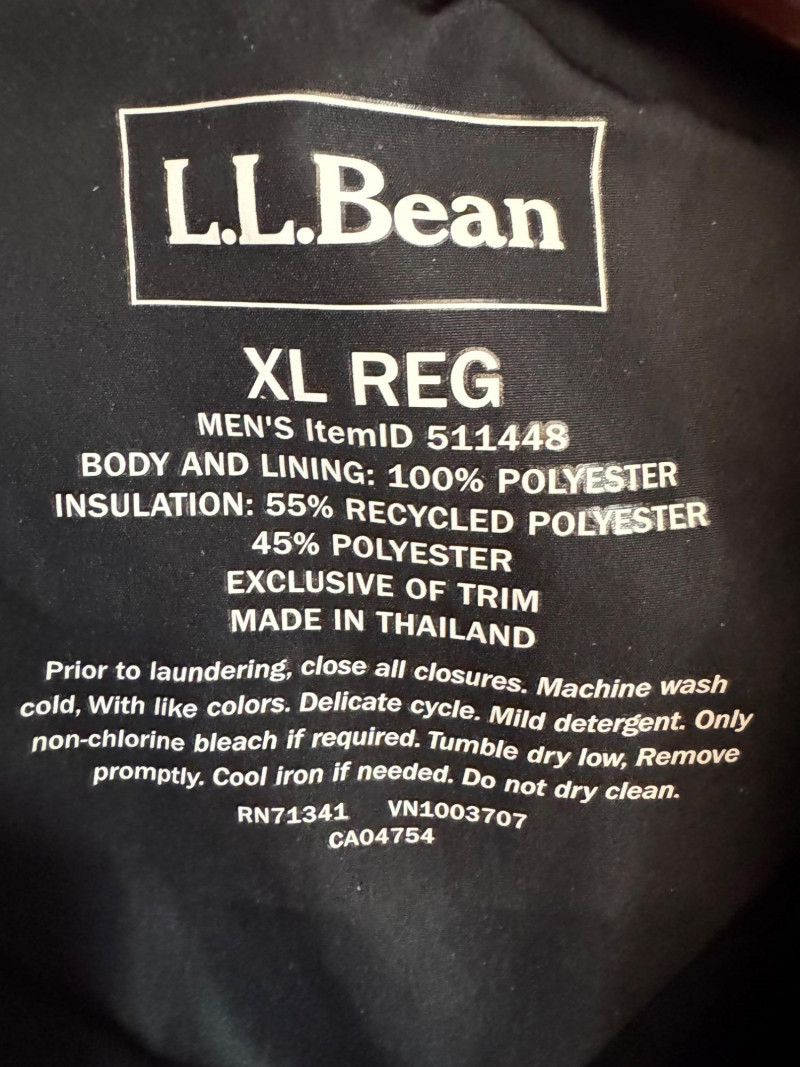 L.L.Bean
XL REG
MEN'S ItemID 511448
BODY AND LINING: 100% POLYESTER
INSULATION: 55% RECYCLED POLYESTER
45% POLYESTER
EXCLUSIVE OF TRIM
MADE IN THAILAND
Prior to laundering, close all closures. Machine wash
cold, With like colors. Delicate cycle. Mild detergent. Only
non-chlorine bleach if required. Tumble dry low, Remove
promptly. Cool iron if needed. Do not dry clean.
RN71341 VN1003707
CA04754